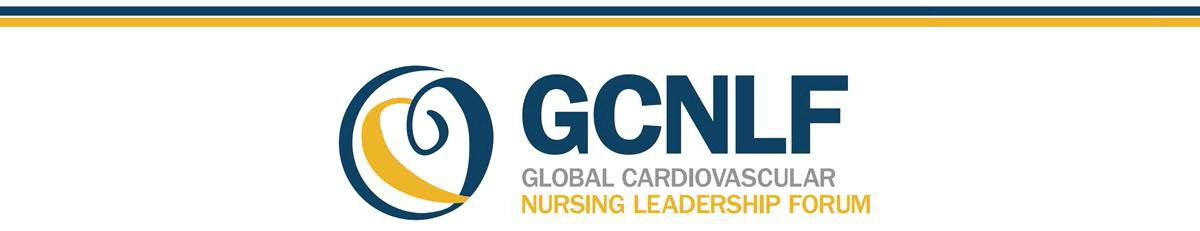 GCNLF
GLOBAL CARDIOVASCULAR
NURSING LEADERSHIP FORUM